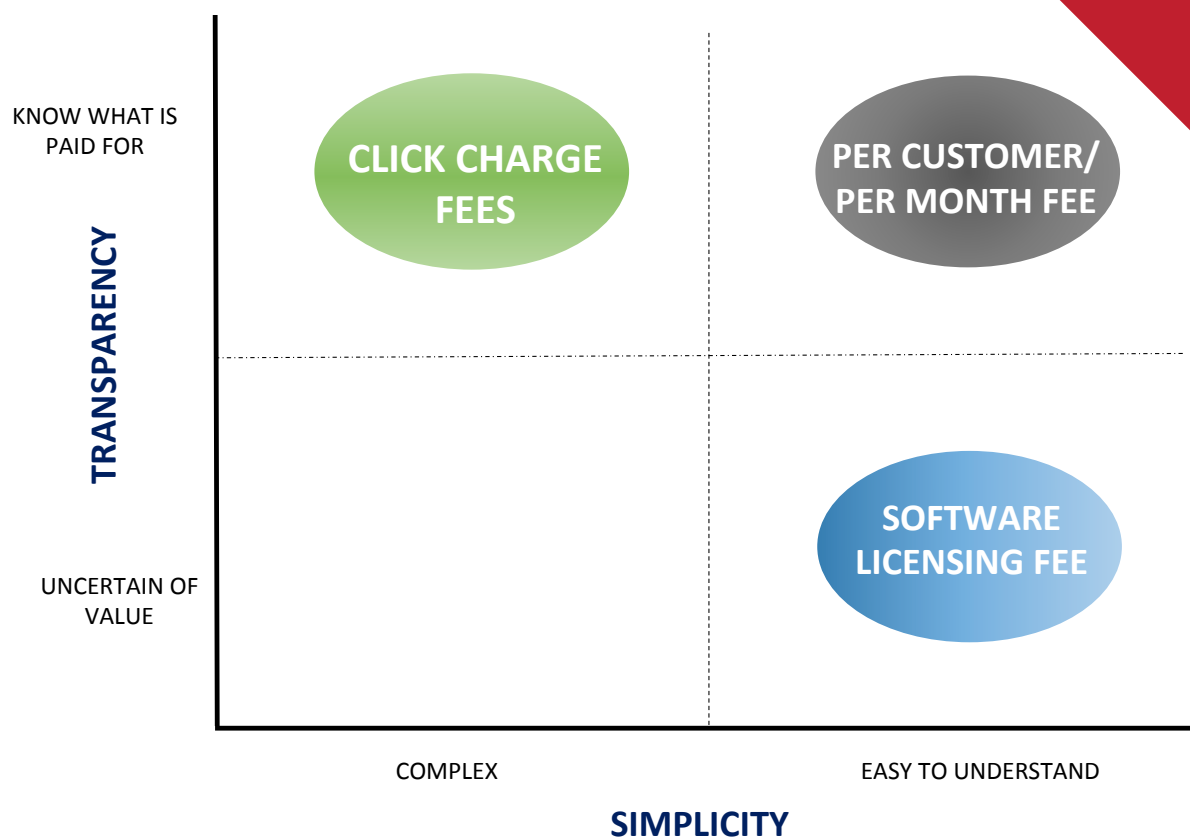 KNOW WHAT IS
PAID FOR
CLICK CHARGE
FEES
PER CUSTOMER/
PER MONTH FEE
TRANSPARENCY
SOFTWARE
LICENSING FEE
UNCERTAIN OF
VALUE
COMPLEX
EASY TO UNDERSTAND
SIMPLICITY